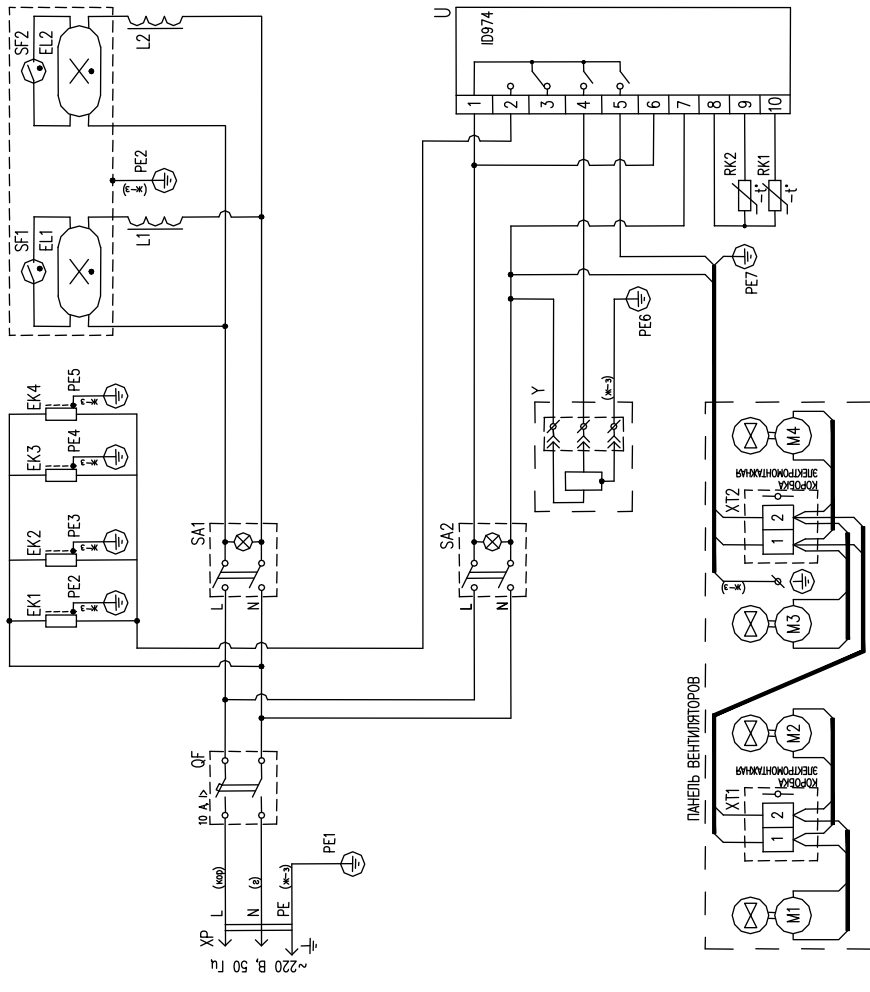 SF2
EL2
L2
PE2
(ж-з)
SF1
EL1
L1
EK4
PE5
ж-з
EK3
PE4
ж-з
EK2
PE3
ж-з
EK1
PE2
ж-з
SA1
L
N
QF
10 А, I>
XP
L
(кор)
N
(г)
PE
(ж-з)
PE1
~220 В, 50 Гц
U
ID974
1
2
3
4
5
6
7
8
9
10
RK2
-t°
RK1
-t°
PE7
PE6
Y
(ж-з)
SA2
L
N
M4
КОРОБКА
ЭЛЕКТРОМОНТАЖНАЯ
XT2
1
2
(ж-з)
M3
ПАНЕЛЬ ВЕНТИЛЯТОРОВ
M2
КОРОБКА
ЭЛЕКТРОМОНТАЖНАЯ
XT1
1
2
M1